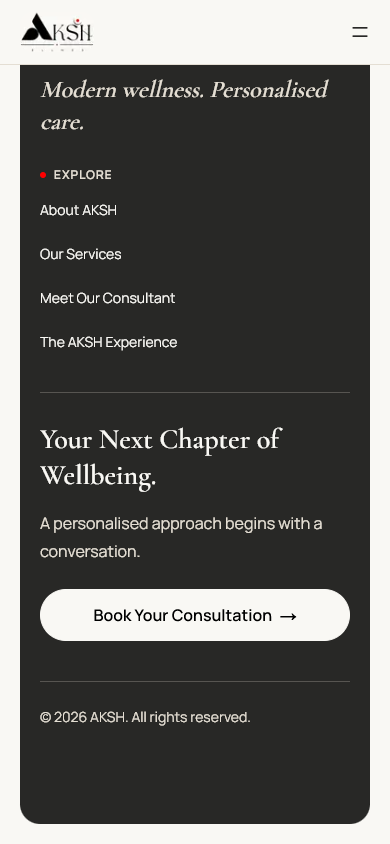 AKSH
Modern wellness. Personalised
care.
EXPLORE
About AKSH
Our Services
Meet Our Consultant
The AKSH Experience
Your Next Chapter of
Wellbeing.
A personalised approach begins with a
conversation.
Book Your Consultation →
© 2026 AKSH. All rights reserved.